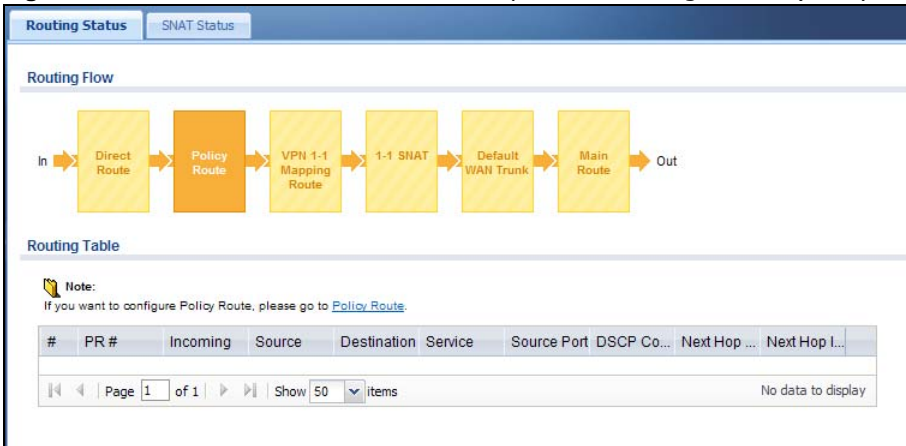 Routing Status SNAT Status
Routing Flow
In Direct Route Policy Route VPN 1-1 Mapping Route 1-1 SNAT Default WAN Trunk Main Route Out
Routing Table
Note:
If you want to configure Policy Route, please go to Policy Route.
# PR # Incoming Source Destination Service Source Port DSCP Co... Next Hop ... Next Hop I...
Page 1 of 1 Show 50 items No data to display